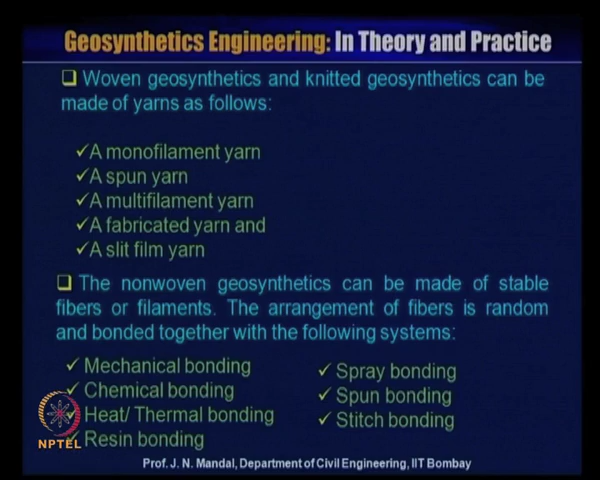 Geosynthetics Engineering: In Theory and Practice
Woven geosynthetics and knitted geosynthetics can be
made of yarns as follows:
A monofilament yarn
A spun yarn
A multifilament yarn
A fabricated yarn and
A slit film yarn
The nonwoven geosynthetics can be made of stable
fibers or filaments. The arrangement of fibers is random
and bonded together with the following systems:
Mechanical bonding
Chemical bonding
Heat/ Thermal bonding
Resin bonding
Spray bonding
Spun bonding
Stitch bonding
NPTEL
Prof. J. N. Mandal, Department of Civil Engineering, IIT Bombay